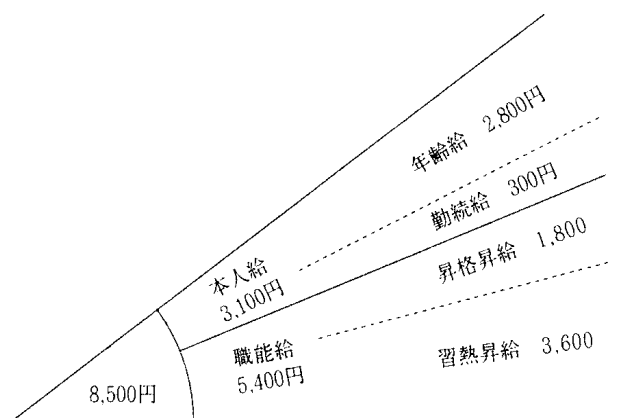 年齢給 2,800円
勤続給 300円
本人給
3,100円
昇格昇給 1,800
職能給
5,400円
習熱昇給 3,600
8,500円